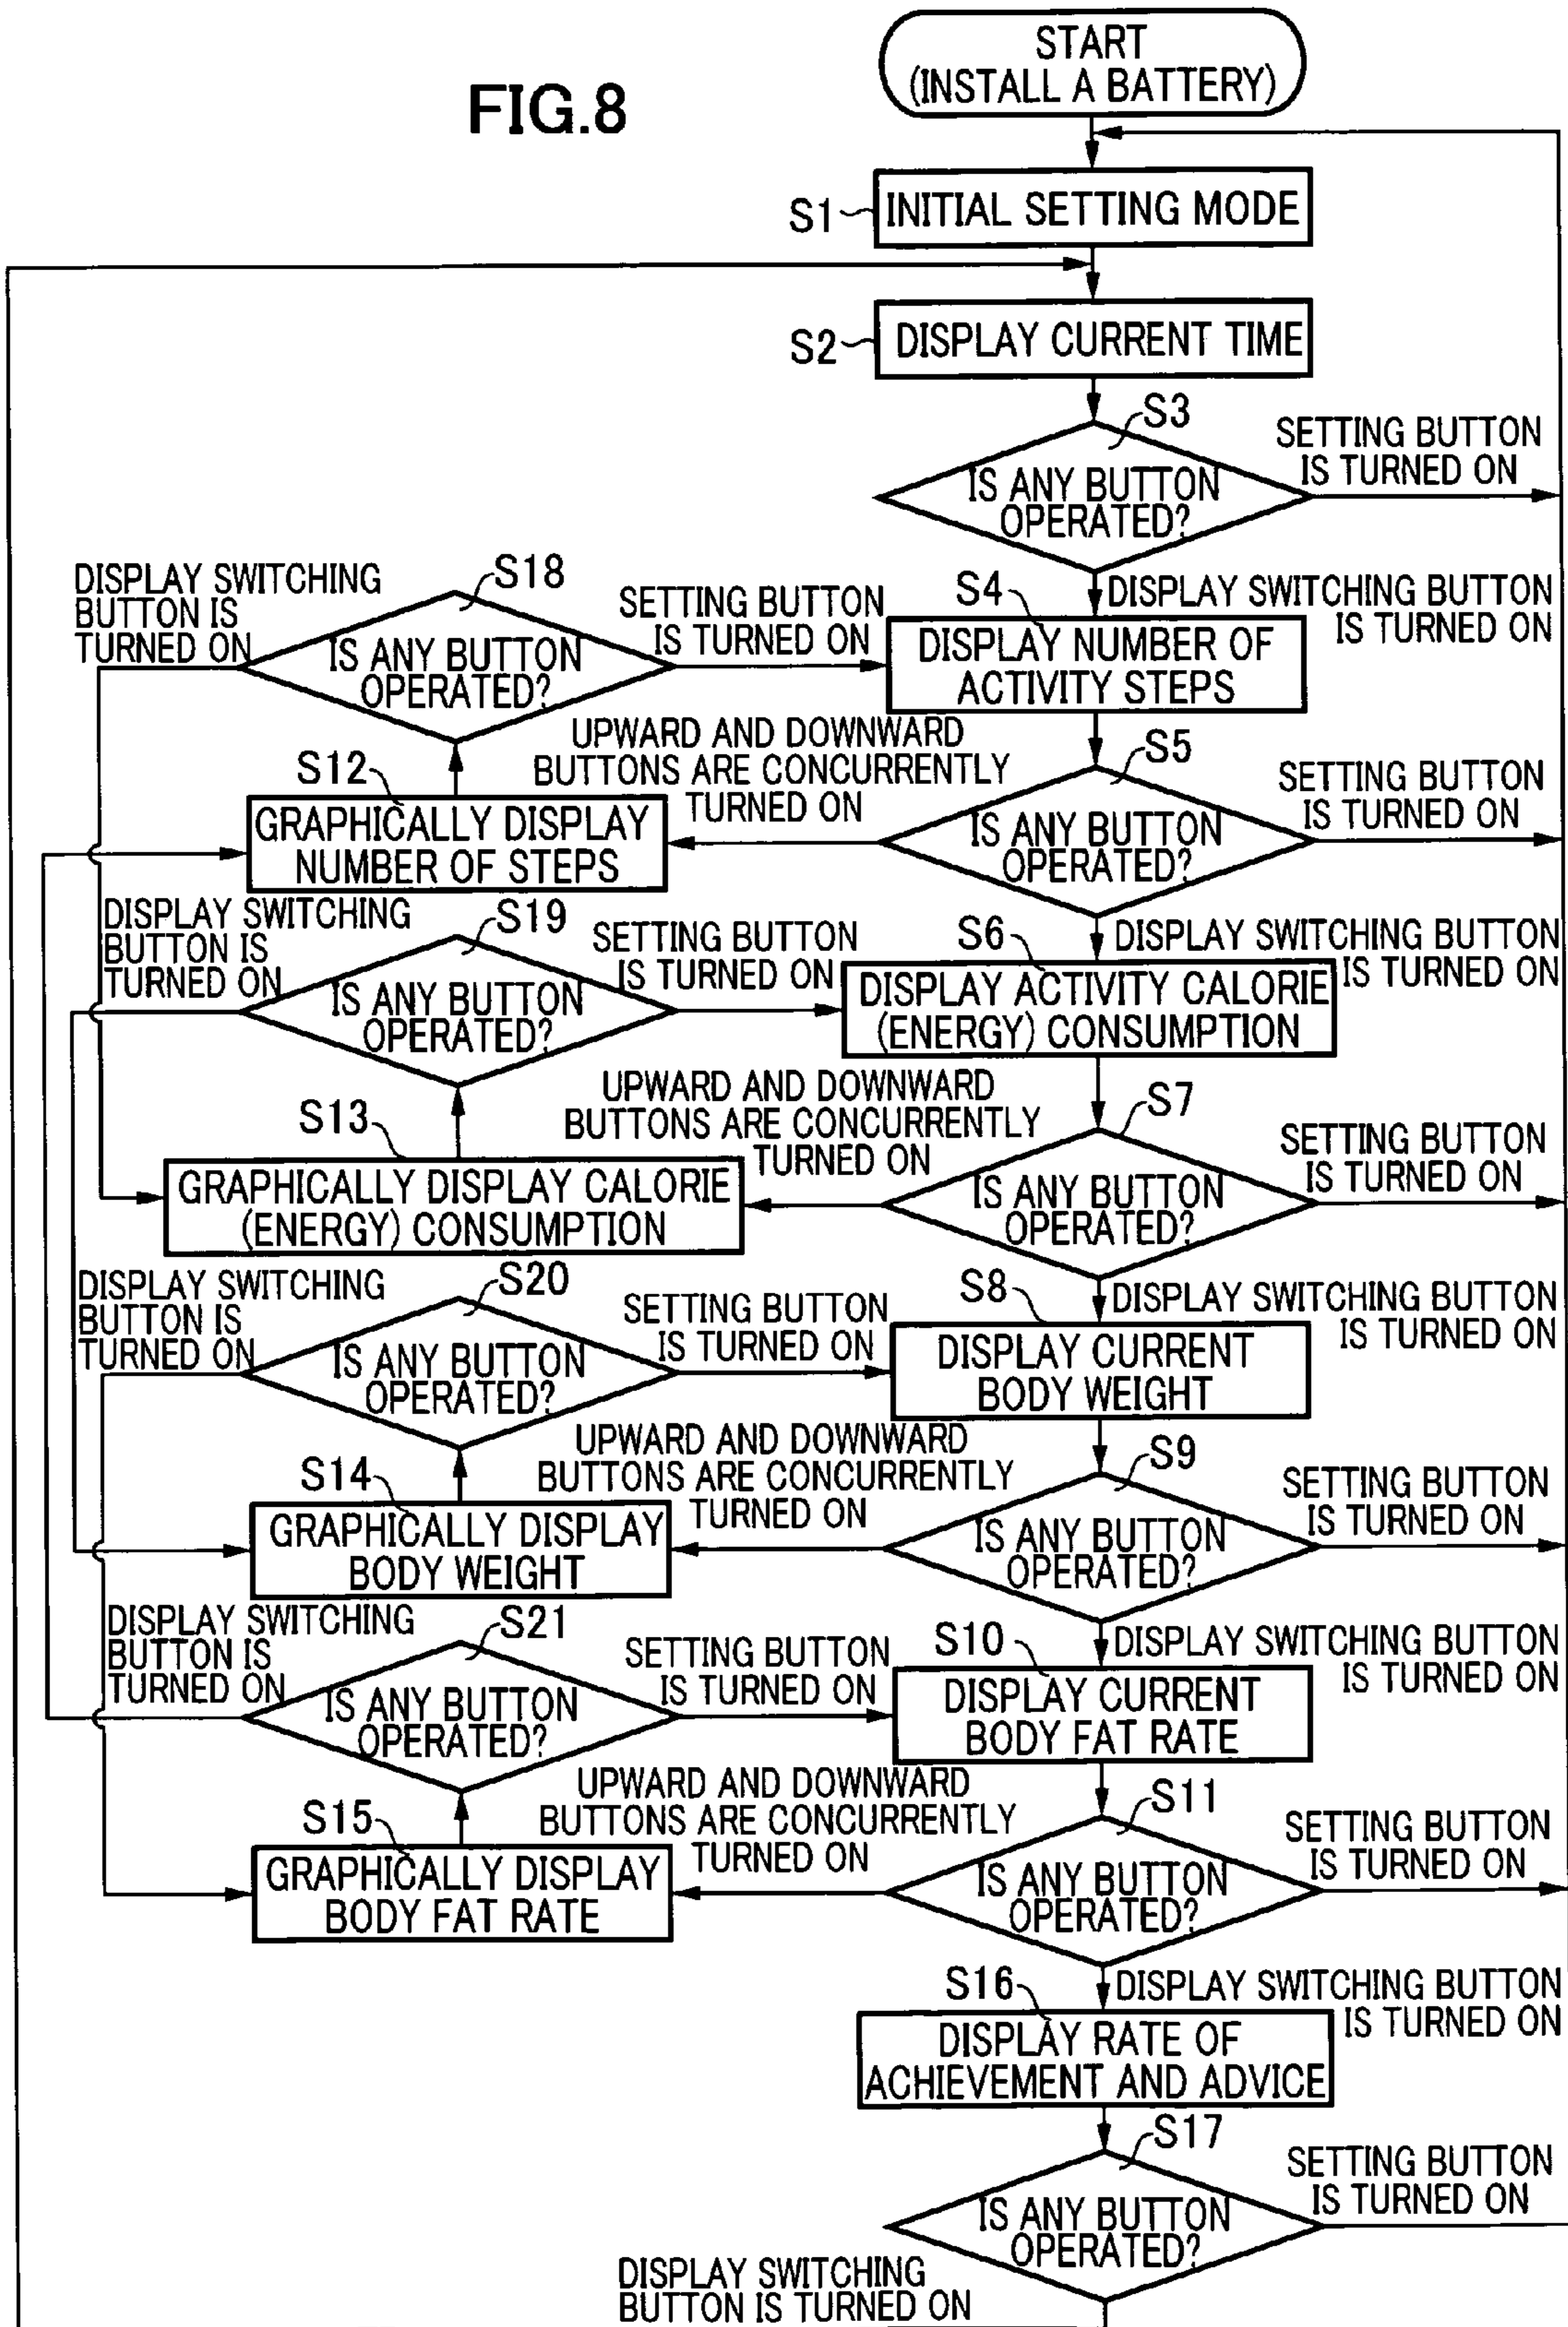 FIG.8
START
(INSTALL A BATTERY)
S1
INITIAL SETTING MODE
S2
DISPLAY CURRENT TIME
S3
IS ANY BUTTON
OPERATED?
SETTING BUTTON
IS TURNED ON
DISPLAY SWITCHING BUTTON
IS TURNED ON
S4
DISPLAY NUMBER OF
ACTIVITY STEPS
S18
IS ANY BUTTON
OPERATED?
DISPLAY SWITCHING
BUTTON IS
TURNED ON
SETTING BUTTON
IS TURNED ON
S5
IS ANY BUTTON
OPERATED?
UPWARD AND DOWNWARD
BUTTONS ARE CONCURRENTLY
TURNED ON
SETTING BUTTON
IS TURNED ON
S12
GRAPHICALLY DISPLAY
NUMBER OF STEPS
DISPLAY SWITCHING BUTTON
IS TURNED ON
S6
DISPLAY ACTIVITY CALORIE
(ENERGY) CONSUMPTION
S19
IS ANY BUTTON
OPERATED?
DISPLAY SWITCHING
BUTTON IS
TURNED ON
SETTING BUTTON
IS TURNED ON
S7
IS ANY BUTTON
OPERATED?
UPWARD AND DOWNWARD
BUTTONS ARE CONCURRENTLY
TURNED ON
SETTING BUTTON
IS TURNED ON
S13
GRAPHICALLY DISPLAY CALORIE
(ENERGY) CONSUMPTION
DISPLAY SWITCHING BUTTON
IS TURNED ON
S8
DISPLAY CURRENT
BODY WEIGHT
S20
IS ANY BUTTON
OPERATED?
DISPLAY SWITCHING
BUTTON IS
TURNED ON
SETTING BUTTON
IS TURNED ON
S9
IS ANY BUTTON
OPERATED?
UPWARD AND DOWNWARD
BUTTONS ARE CONCURRENTLY
TURNED ON
SETTING BUTTON
IS TURNED ON
S14
GRAPHICALLY DISPLAY
BODY WEIGHT
DISPLAY SWITCHING BUTTON
IS TURNED ON
S10
DISPLAY CURRENT
BODY FAT RATE
S21
IS ANY BUTTON
OPERATED?
DISPLAY SWITCHING
BUTTON IS
TURNED ON
SETTING BUTTON
IS TURNED ON
S11
IS ANY BUTTON
OPERATED?
UPWARD AND DOWNWARD
BUTTONS ARE CONCURRENTLY
TURNED ON
SETTING BUTTON
IS TURNED ON
S15
GRAPHICALLY DISPLAY
BODY FAT RATE
DISPLAY SWITCHING BUTTON
IS TURNED ON
S16
DISPLAY RATE OF
ACHIEVEMENT AND ADVICE
S17
IS ANY BUTTON
OPERATED?
SETTING BUTTON
IS TURNED ON
DISPLAY SWITCHING
BUTTON IS TURNED ON